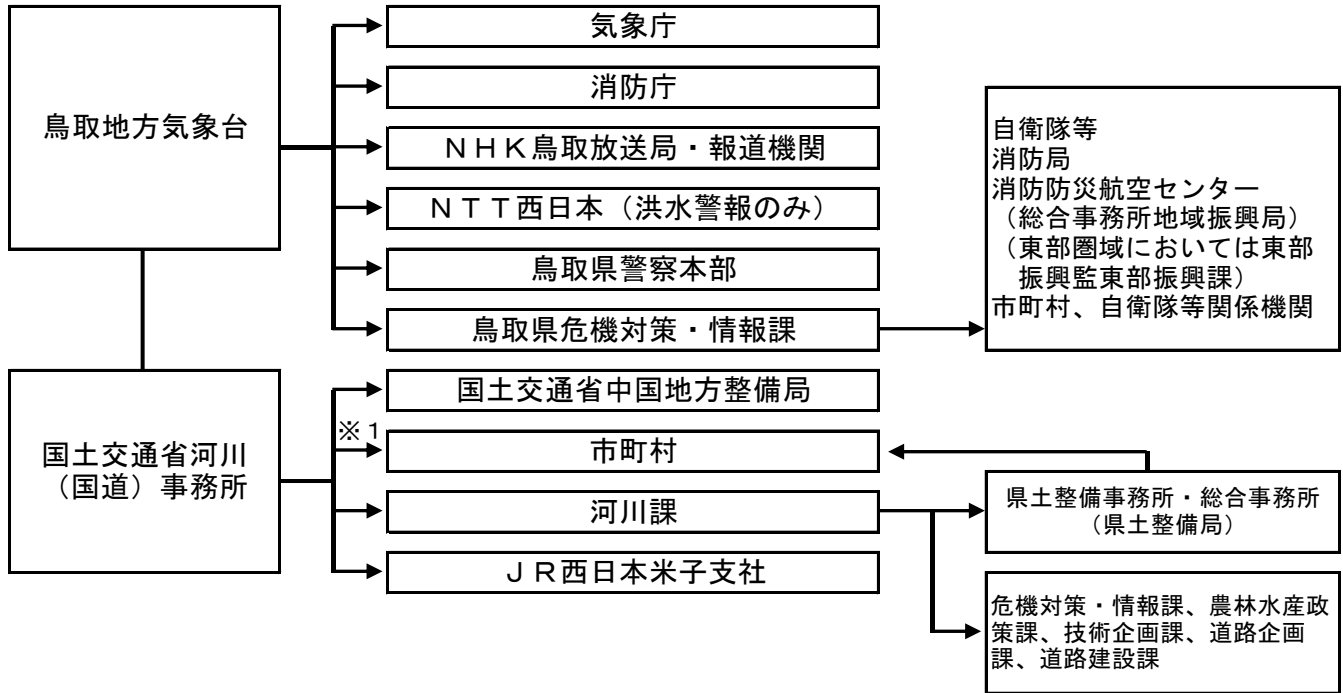 鳥取地方気象台
気象庁
消防庁
ＮＨＫ鳥取放送局・報道機関
ＮＴＴ西日本（洪水警報のみ）
鳥取県警察本部
鳥取県危機対策・情報課
自衛隊等
消防局
消防防災航空センター
（総合事務所地域振興局）
（東部圏域においては東部
振興監東部振興課）
市町村、自衛隊等関係機関
国土交通省河川
（国道）事務所
国土交通省中国地方整備局
※１
市町村
河川課
ＪＲ西日本米子支社
県土整備事務所・総合事務所
（県土整備局）
危機対策・情報課、農林水産政
策課、技術企画課、道路企画
課、道路建設課